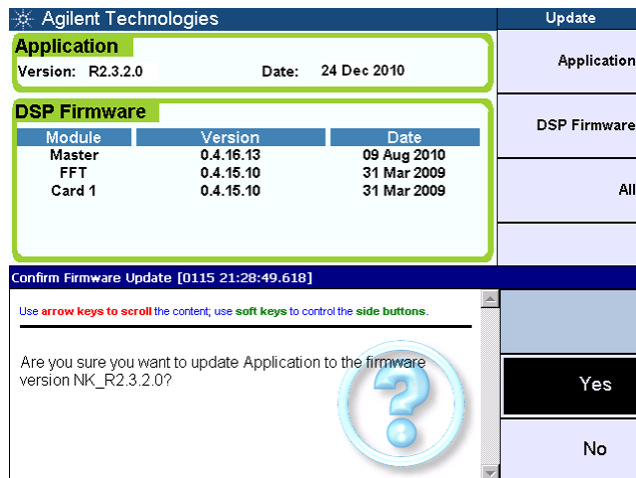 Agilent Technologies
Update
Application
Version: R2.3.2.0 Date: 24 Dec 2010
Application
DSP Firmware
Module Version Date
Master 0.4.16.13 09 Aug 2010
FFT 0.4.15.10 31 Mar 2009
Card 1 0.4.15.10 31 Mar 2009
DSP Firmware
All
Confirm Firmware Update [0115 21:28:49.618]
Use arrow keys to scroll the content; use soft keys to control the side buttons.
Are you sure you want to update Application to the firmware
version NK_R2.3.2.0?
Yes
No